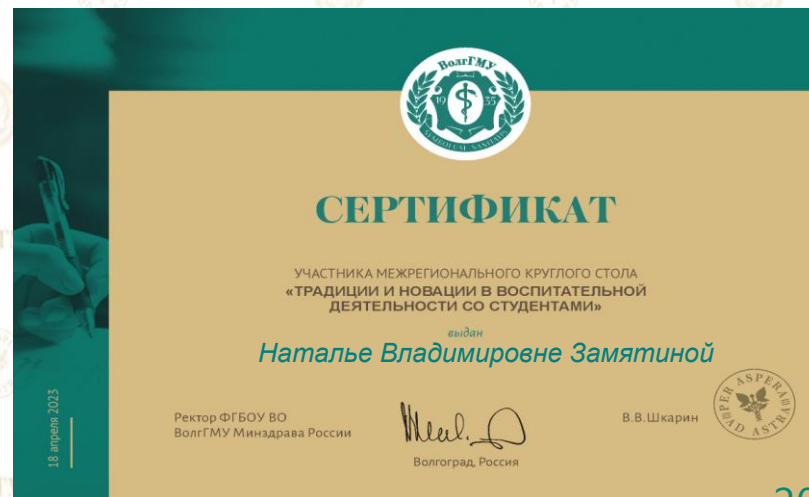 ВолгГМУ
19 35
СЕРТИФИКАТ
УЧАСТНИКА МЕЖРЕГИОНАЛЬНОГО КРУГЛОГО СТОЛА
«ТРАДИЦИИ И НОВАЦИИ В ВОСПИТАТЕЛЬНОЙ
ДЕЯТЕЛЬНОСТИ СО СТУДЕНТАМИ»
выдан
Наталье Владимировне Замятиной
18 апреля 2023
Ректор ФГБОУ ВО
ВолгГМУ Минздрава России
В.В.Шкарин
PER ASPERA
AD ASTRA
Волгоград, Россия